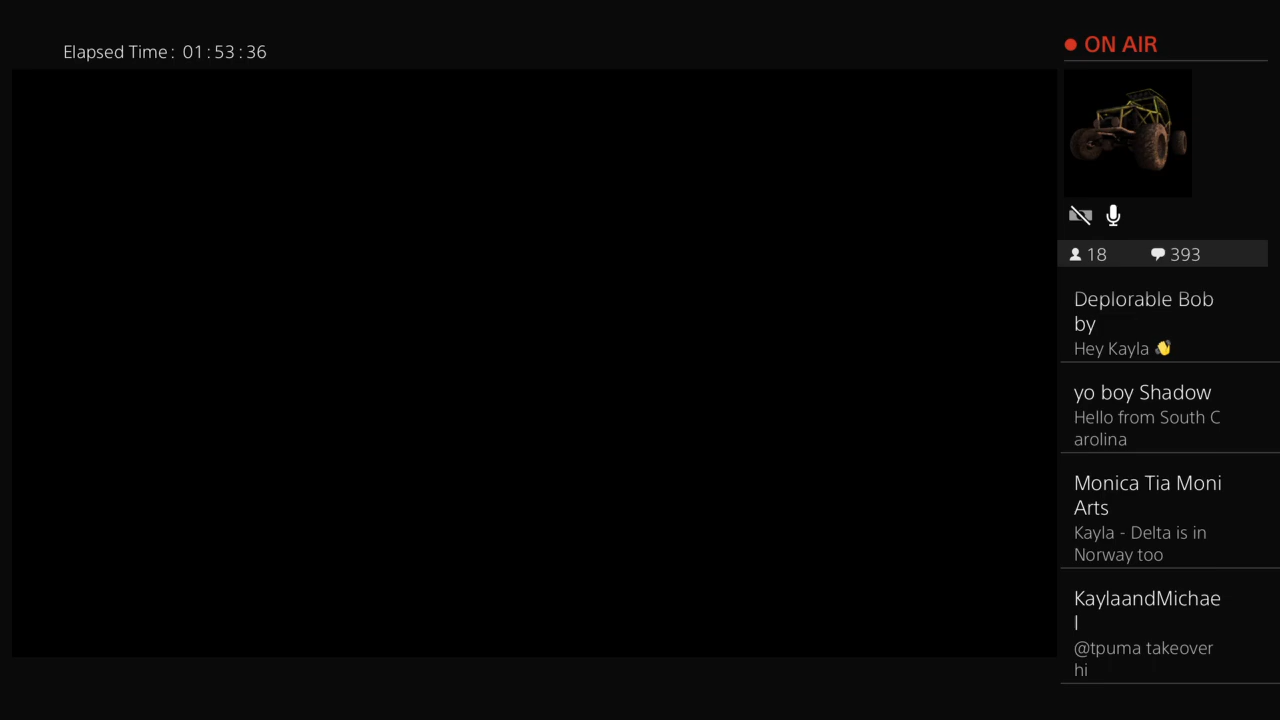 Elapsed Time: 01:53:36
ON AIR
18 393
Deplorable Bob
by
Hey Kayla 👋
yo boy Shadow
Hello from South C
arolina
Monica Tia Moni
Arts
Kayla - Delta is in
Norway too
KaylaandMichae
l
@tpuma takeover
hi